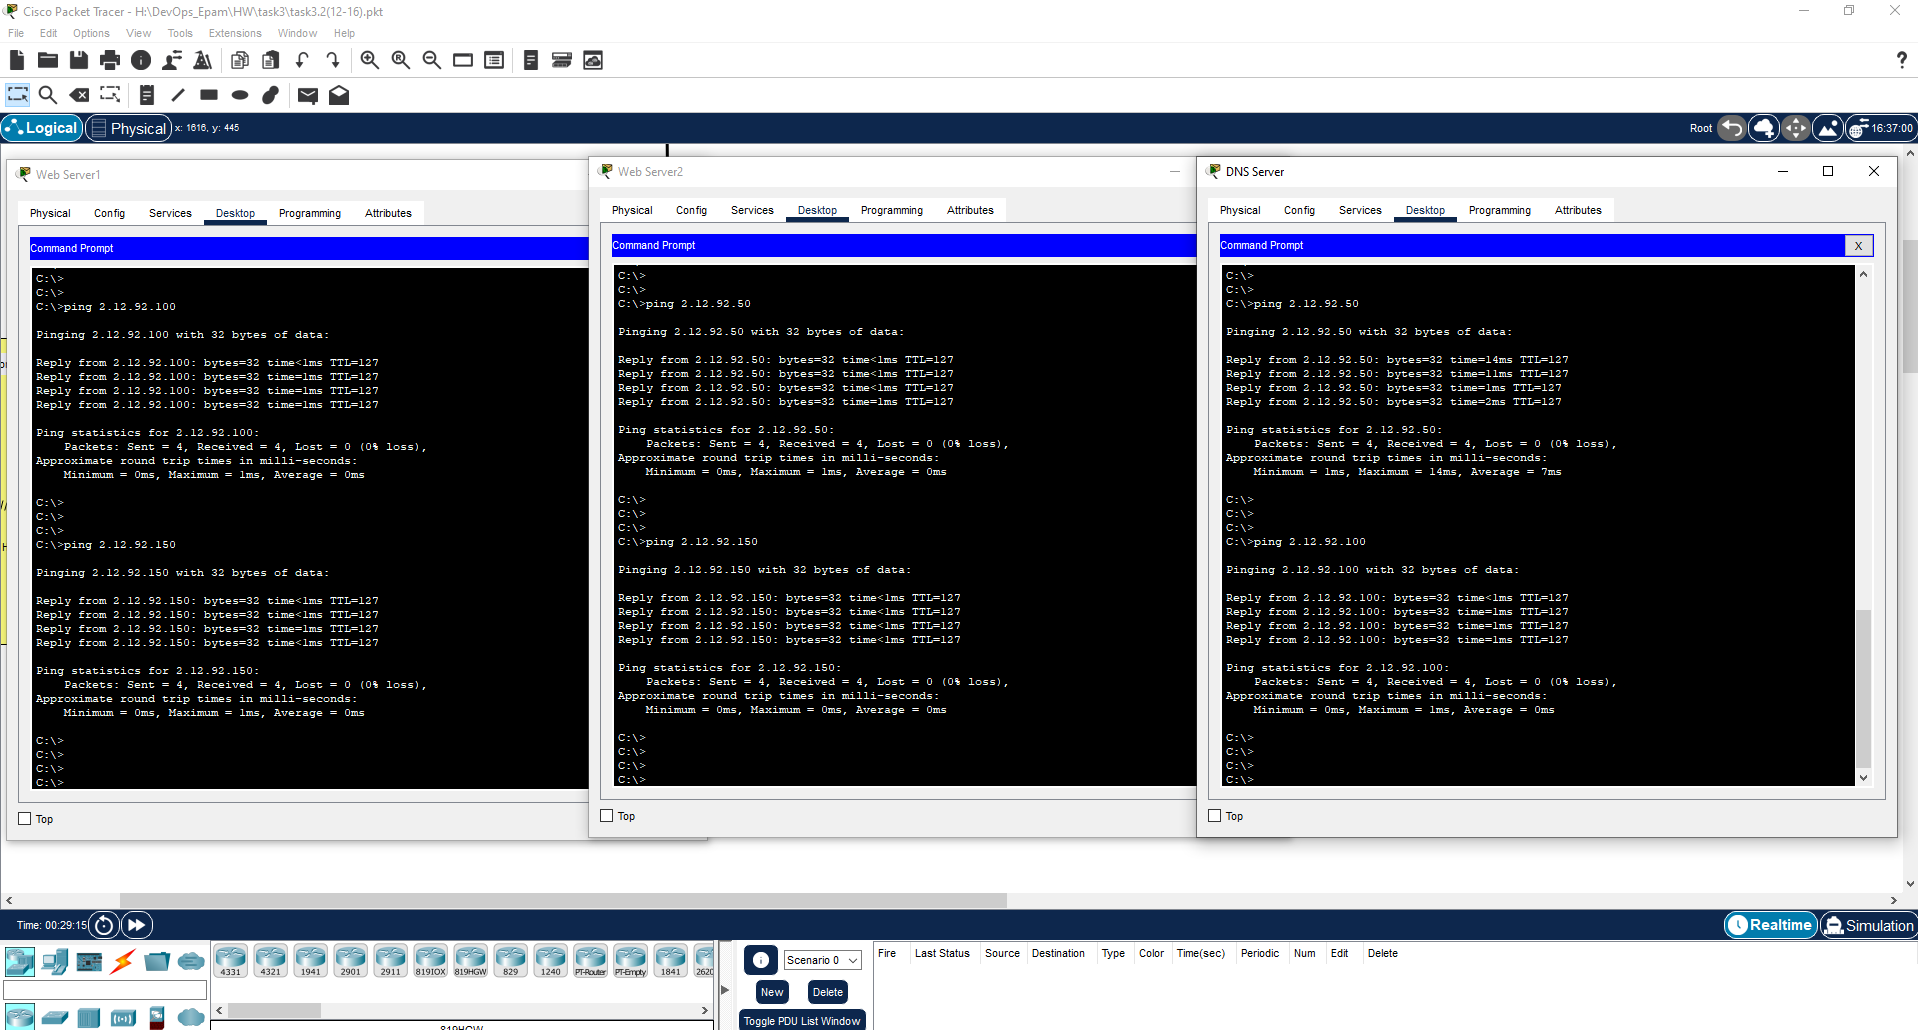 Cisco Packet Tracer - H:\DevOps_Epam\HW\task3\task3.2(12-16).pkt
File Edit Options View Tools Extensions Window Help
?
Logical Physical x: 1616, y: 445 Root 16:37:00
Web Server1
Physical Config Services Desktop Programming Attributes
Command Prompt
C:\>
C:\>
C:\>ping 2.12.92.100
Pinging 2.12.92.100 with 32 bytes of data:
Reply from 2.12.92.100: bytes=32 time<1ms TTL=127
Reply from 2.12.92.100: bytes=32 time=1ms TTL=127
Reply from 2.12.92.100: bytes=32 time<1ms TTL=127
Reply from 2.12.92.100: bytes=32 time=1ms TTL=127
Ping statistics for 2.12.92.100:
Packets: Sent = 4, Received = 4, Lost = 0 (0% loss),
Approximate round trip times in milli-seconds:
Minimum = 0ms, Maximum = 1ms, Average = 0ms
C:\>
C:\>
C:\>
C:\>ping 2.12.92.150
Pinging 2.12.92.150 with 32 bytes of data:
Reply from 2.12.92.150: bytes=32 time<1ms TTL=127
Reply from 2.12.92.150: bytes=32 time=1ms TTL=127
Reply from 2.12.92.150: bytes=32 time=1ms TTL=127
Reply from 2.12.92.150: bytes=32 time<1ms TTL=127
Ping statistics for 2.12.92.150:
Packets: Sent = 4, Received = 4, Lost = 0 (0% loss),
Approximate round trip times in milli-seconds:
Minimum = 0ms, Maximum = 1ms, Average = 0ms
C:\>
C:\>
C:\>
C:\>
Top
Web Server2
Physical Config Services Desktop Programming Attributes
Command Prompt
C:\>
C:\>
C:\>ping 2.12.92.50
Pinging 2.12.92.50 with 32 bytes of data:
Reply from 2.12.92.50: bytes=32 time<1ms TTL=127
Reply from 2.12.92.50: bytes=32 time<1ms TTL=127
Reply from 2.12.92.50: bytes=32 time<1ms TTL=127
Reply from 2.12.92.50: bytes=32 time=1ms TTL=127
Ping statistics for 2.12.92.50:
Packets: Sent = 4, Received = 4, Lost = 0 (0% loss),
Approximate round trip times in milli-seconds:
Minimum = 0ms, Maximum = 1ms, Average = 0ms
C:\>
C:\>
C:\>
C:\>ping 2.12.92.150
Pinging 2.12.92.150 with 32 bytes of data:
Reply from 2.12.92.150: bytes=32 time<1ms TTL=127
Reply from 2.12.92.150: bytes=32 time<1ms TTL=127
Reply from 2.12.92.150: bytes=32 time<1ms TTL=127
Reply from 2.12.92.150: bytes=32 time<1ms TTL=127
Ping statistics for 2.12.92.150:
Packets: Sent = 4, Received = 4, Lost = 0 (0% loss),
Approximate round trip times in milli-seconds:
Minimum = 0ms, Maximum = 0ms, Average = 0ms
C:\>
C:\>
C:\>
C:\>
Top
DNS Server
Physical Config Services Desktop Programming Attributes
Command Prompt X
C:\>
C:\>
C:\>ping 2.12.92.50
Pinging 2.12.92.50 with 32 bytes of data:
Reply from 2.12.92.50: bytes=32 time=14ms TTL=127
Reply from 2.12.92.50: bytes=32 time=11ms TTL=127
Reply from 2.12.92.50: bytes=32 time=1ms TTL=127
Reply from 2.12.92.50: bytes=32 time=2ms TTL=127
Ping statistics for 2.12.92.50:
Packets: Sent = 4, Received = 4, Lost = 0 (0% loss),
Approximate round trip times in milli-seconds:
Minimum = 1ms, Maximum = 14ms, Average = 7ms
C:\>
C:\>
C:\>
C:\>ping 2.12.92.100
Pinging 2.12.92.100 with 32 bytes of data:
Reply from 2.12.92.100: bytes=32 time<1ms TTL=127
Reply from 2.12.92.100: bytes=32 time=1ms TTL=127
Reply from 2.12.92.100: bytes=32 time=1ms TTL=127
Reply from 2.12.92.100: bytes=32 time=1ms TTL=127
Ping statistics for 2.12.92.100:
Packets: Sent = 4, Received = 4, Lost = 0 (0% loss),
Approximate round trip times in milli-seconds:
Minimum = 0ms, Maximum = 1ms, Average = 0ms
C:\>
C:\>
C:\>
C:\>
Top
Time: 00:29:15 Realtime Simulation
4331 4321 1941 2901 2911 819IOX 819HGW 829 1240 PT-Router PT-Empty 1841 2620
819HGW
Scenario 0
New Delete
Toggle PDU List Window
Fire Last Status Source Destination Type Color Time(sec) Periodic Num Edit Delete